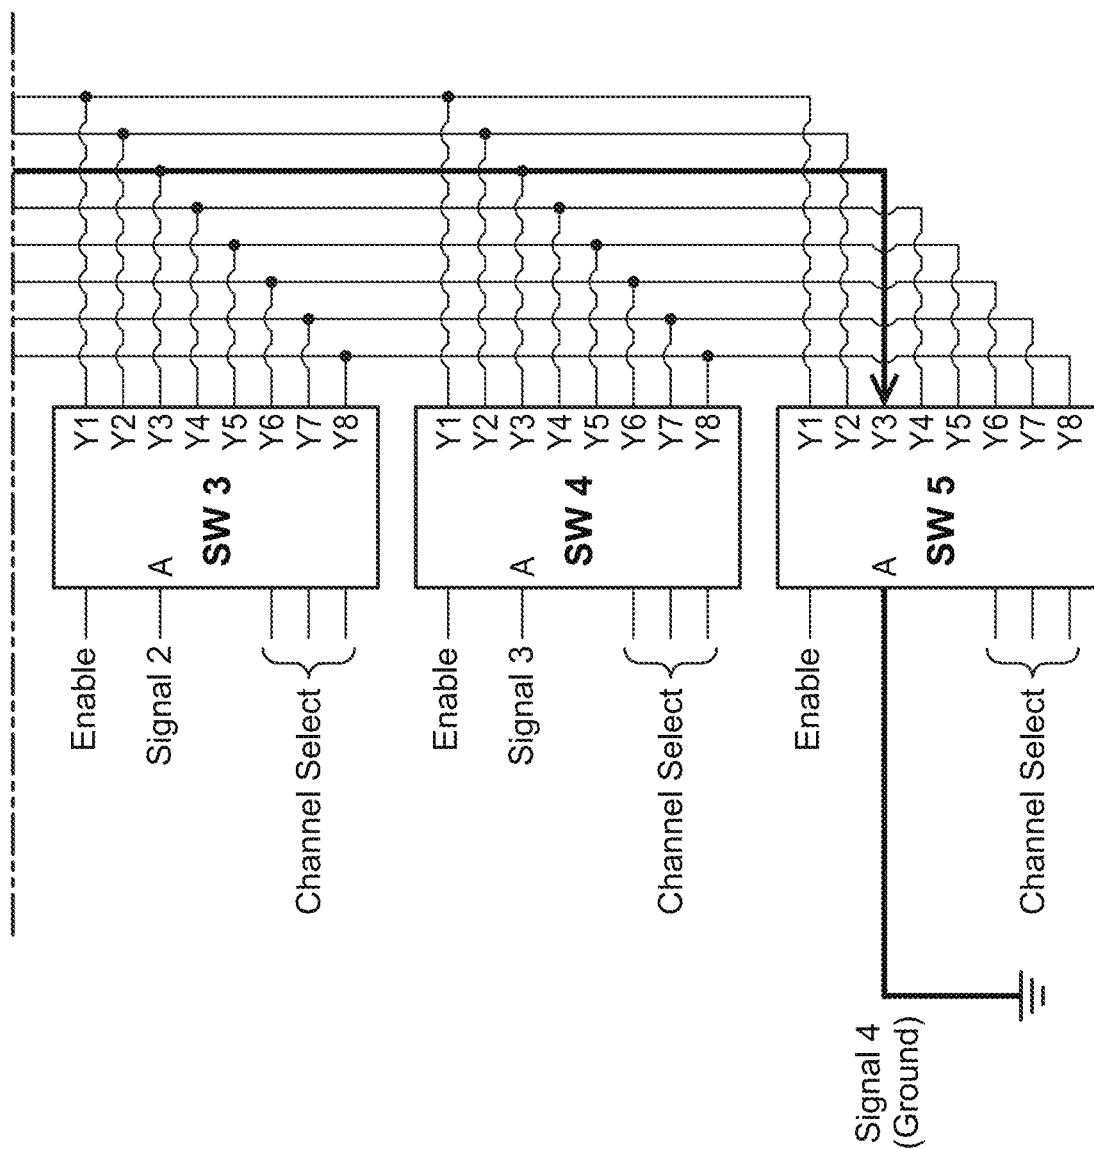 Enable
Signal 2
Channel Select
A
SW 3
Y1
Y2
Y3
Y4
Y5
Y6
Y7
Y8
Enable
Signal 3
Channel Select
A
SW 4
Y1
Y2
Y3
Y4
Y5
Y6
Y7
Y8
Enable
Signal 4
(Ground)
Channel Select
A
SW 5
Y1
Y2
Y3
Y4
Y5
Y6
Y7
Y8